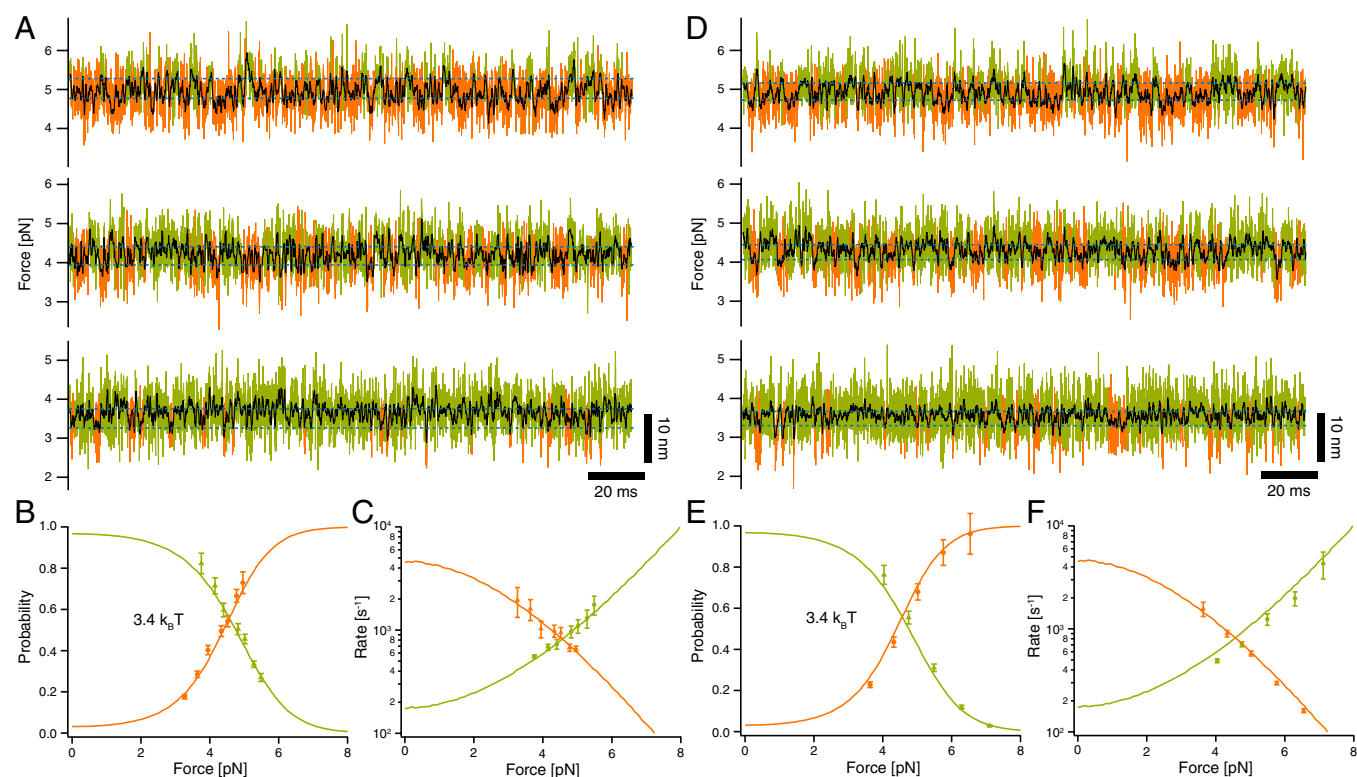 A
D
6
5
4
6
5
4
6
5
4
3
6
5
4
3
Force [pN]
Force [pN]
5
4
3
2
5
4
3
2
10 nm
20 ms
10 nm
20 ms
B
C
E
F
1.0
0.8
0.6
0.4
0.2
0.0
Probability
3.4 kBT
0 2 4 6 8
Force [pN]
10⁴
8
6
4
2
10³
8
6
4
2
10²
Rate [s⁻¹]
0 2 4 6 8
Force [pN]
1.0
0.8
0.6
0.4
0.2
0.0
Probability
3.4 kBT
0 2 4 6 8
Force [pN]
10⁴
8
6
4
2
10³
8
6
4
2
10²
Rate [s⁻¹]
0 2 4 6 8
Force [pN]